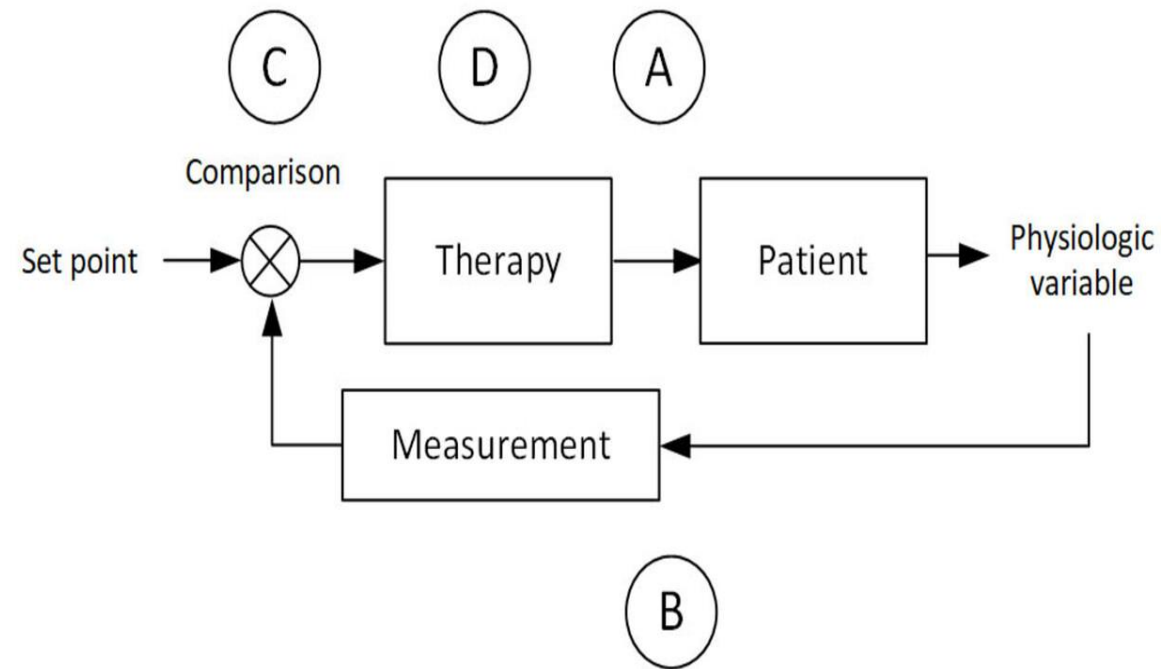 C
D
A
Comparison
Set point
Therapy
Patient
Physiologic
variable
Measurement
B